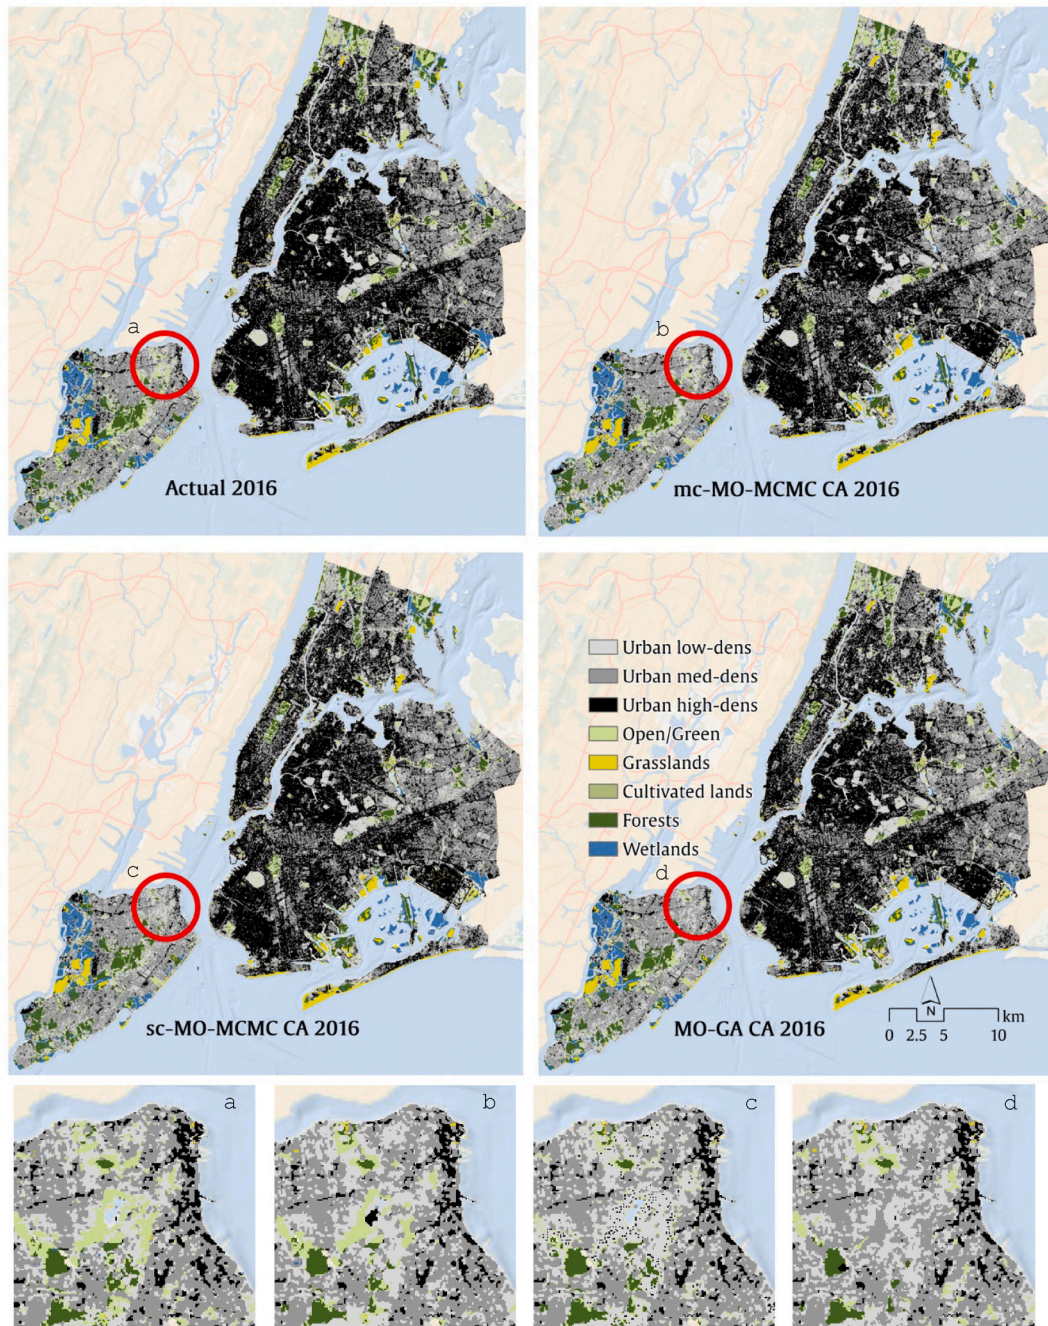 a
b
Actual 2016
mc-MO-MCMC CA 2016
Urban low-dens
Urban med-dens
Urban high-dens
Open/Green
Grasslands
Cultivated lands
Forests
Wetlands
c
d
sc-MO-MCMC CA 2016
MO-GA CA 2016
N
km
0 2.5 5 10
a
b
c
d